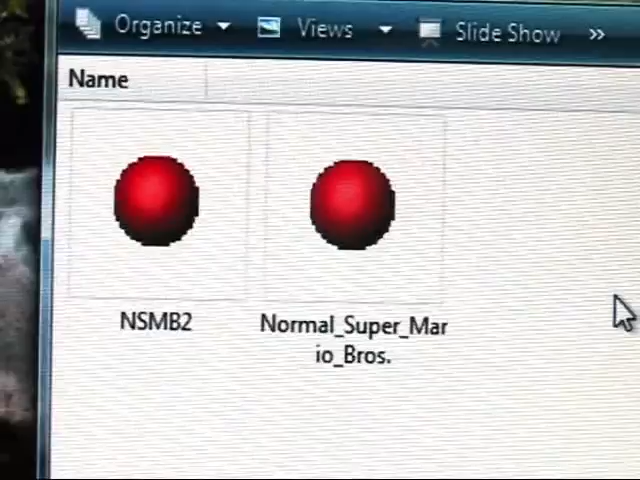 Organize Views Slide Show »
Name
NSMB2 Normal_Super_Mar
io_Bros.